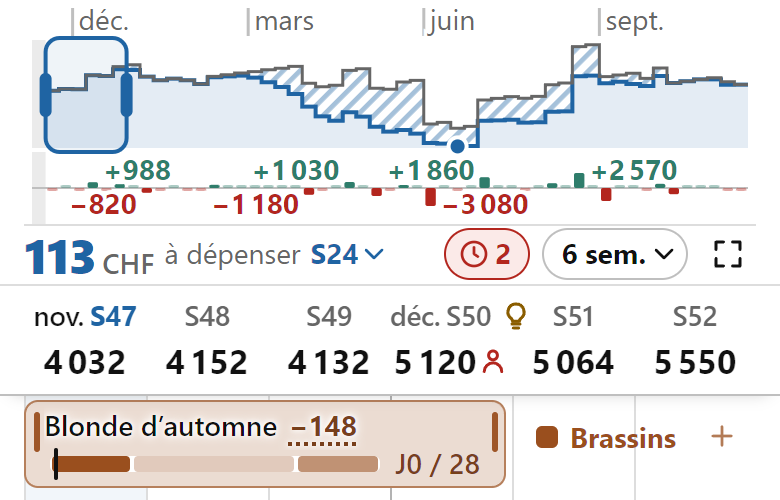 déc. mars juin sept.
+988 +1 030 +1 860 +2 570
−820 −1 180 −3 080
113 CHF à dépenser S24 2 6 sem.
nov. S47 S48 S49 déc. S50 S51 S52
4 032 4 152 4 132 5 120 5 064 5 550
Blonde d’automne −148
J0 / 28
Brassins +